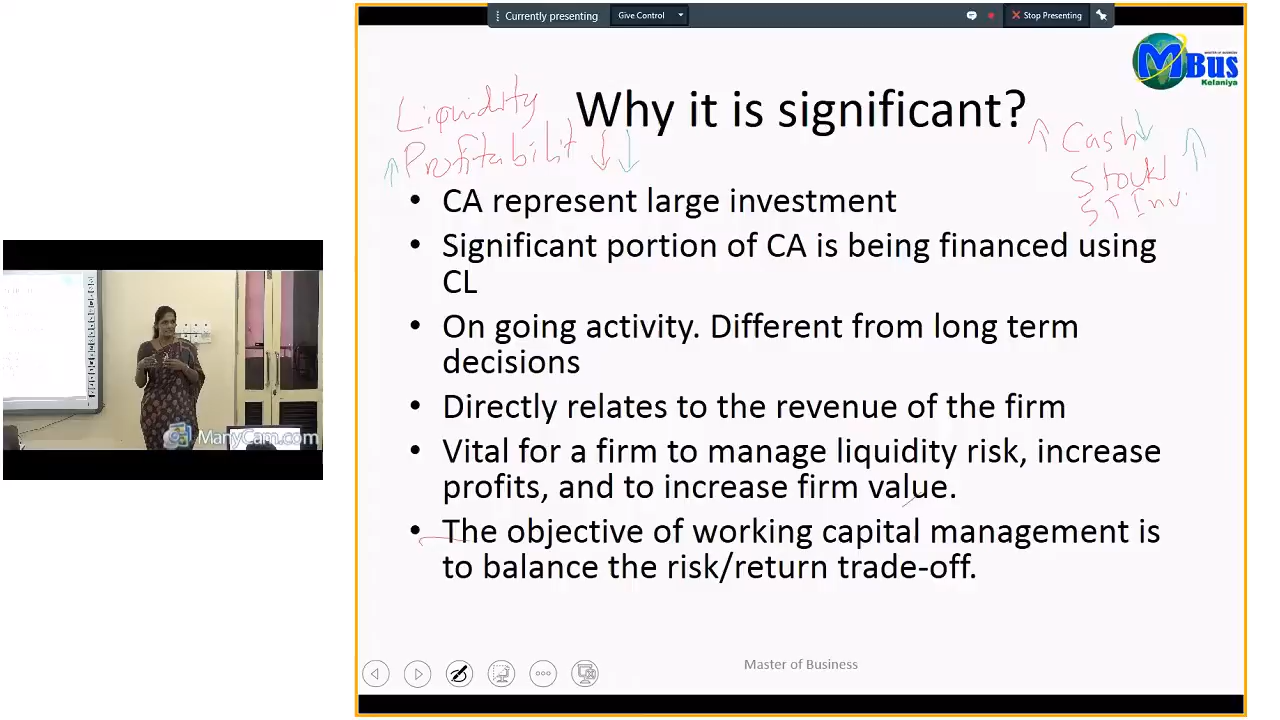 Currently presenting
Give Control
Stop Presenting
MASTER OF BUSINESS
MBus
Kelaniya
Liquidity
Profitabilit
Why it is significant?
Cash
Stock
ST Inv.
• CA represent large investment
• Significant portion of CA is being financed using
CL
• On going activity. Different from long term
decisions
• Directly relates to the revenue of the firm
• Vital for a firm to manage liquidity risk, increase
profits, and to increase firm value.
• The objective of working capital management is
to balance the risk/return trade-off.
ManyCam.com
Master of Business